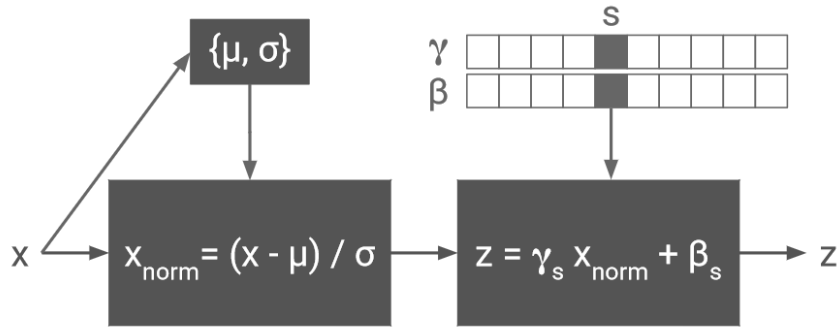 s
{μ, σ}
γ
β
x
x_norm = (x - μ) / σ
z = γ_s x_norm + β_s
z